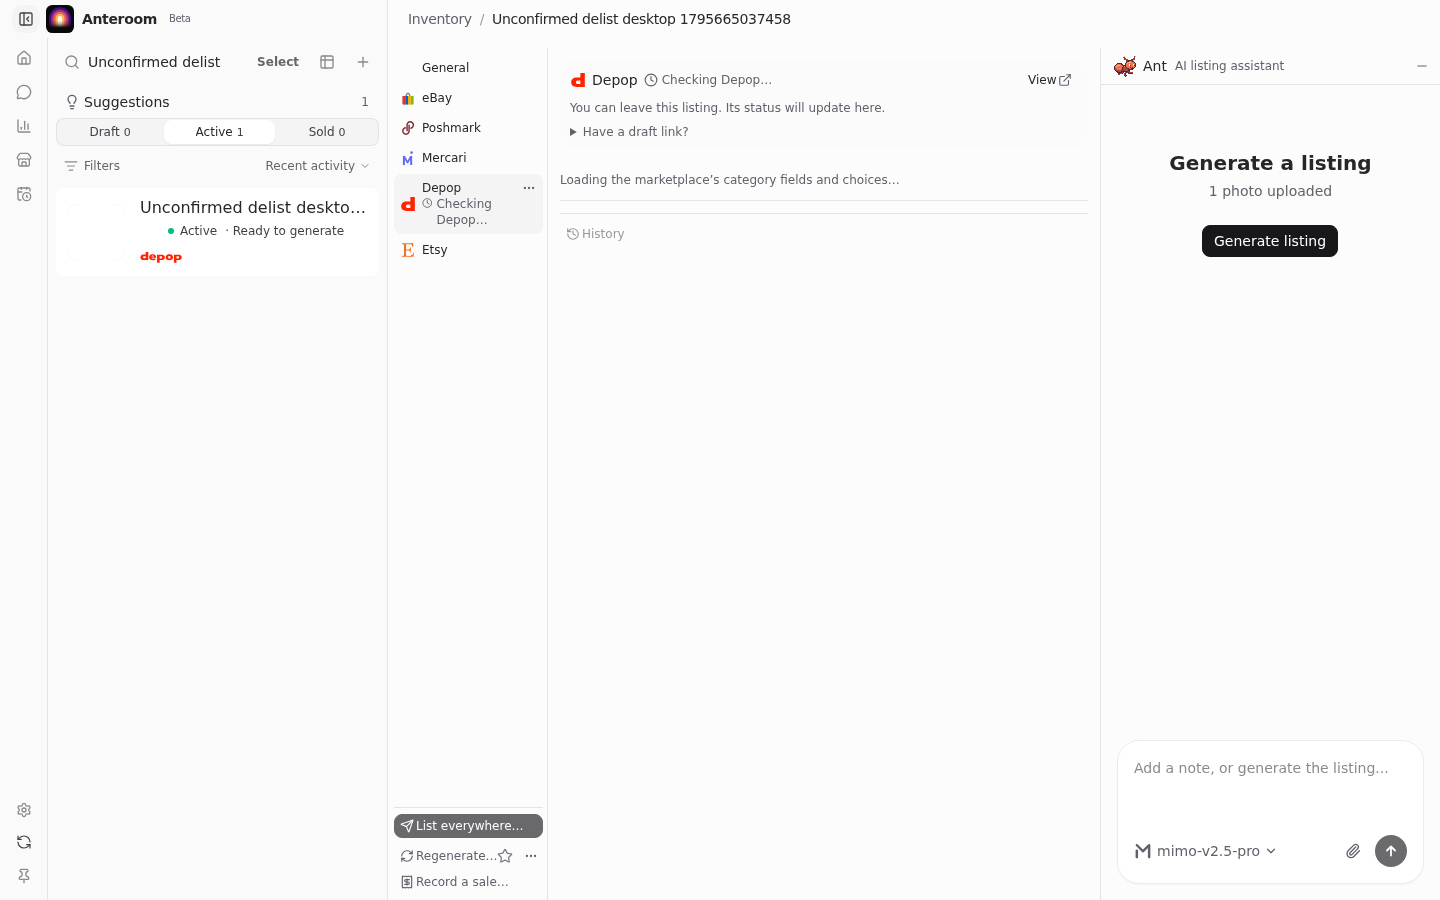 Anteroom Beta
Inventory / Unconfirmed delist desktop 1795665037458
Unconfirmed delist
Select
Suggestions 1
Draft 0
Active 1
Sold 0
Filters
Recent activity
Unconfirmed delist deskto...
Active · Ready to generate
depop
General
eBay
Poshmark
Mercari
Depop
Checking
Depop...
Etsy
List everywhere...
Regenerate...
Record a sale...
Depop Checking Depop...
View
You can leave this listing. Its status will update here.
Have a draft link?
Loading the marketplace's category fields and choices...
History
Ant AI listing assistant
Generate a listing
1 photo uploaded
Generate listing
Add a note, or generate the listing...
mimo-v2.5-pro